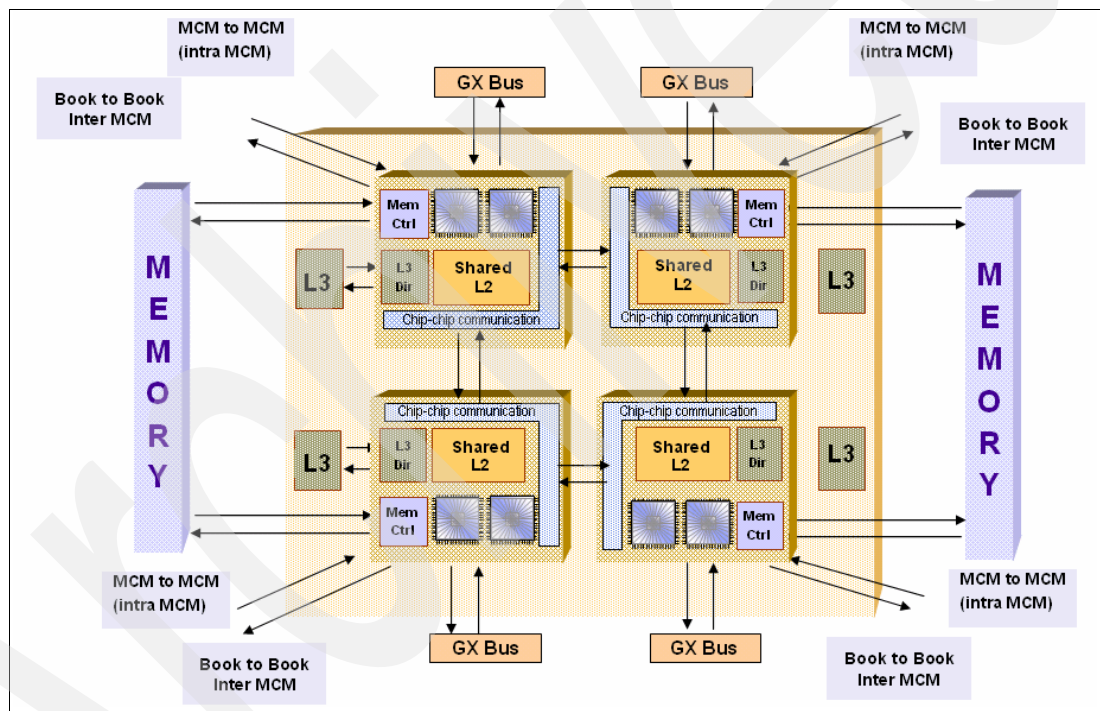 MCM to MCM
(intra MCM)
MCM to MCM
(intra MCM)
GX Bus
GX Bus
Book to Book
Inter MCM
Book to Book
Inter MCM
MEMORY
Mem
Ctrl
Mem
Ctrl
MEMORY
L3
L3
Dir
Shared
L2
Shared
L2
L3
Dir
L3
Chip-chip communication
Chip-chip communication
Chip-chip communication
Chip-chip communication
L3
L3
Dir
Shared
L2
Shared
L2
L3
Dir
L3
Mem
Ctrl
Mem
Ctrl
MCM to MCM
(intra MCM)
MCM to MCM
(intra MCM)
GX Bus
GX Bus
Book to Book
Inter MCM
Book to Book
Inter MCM